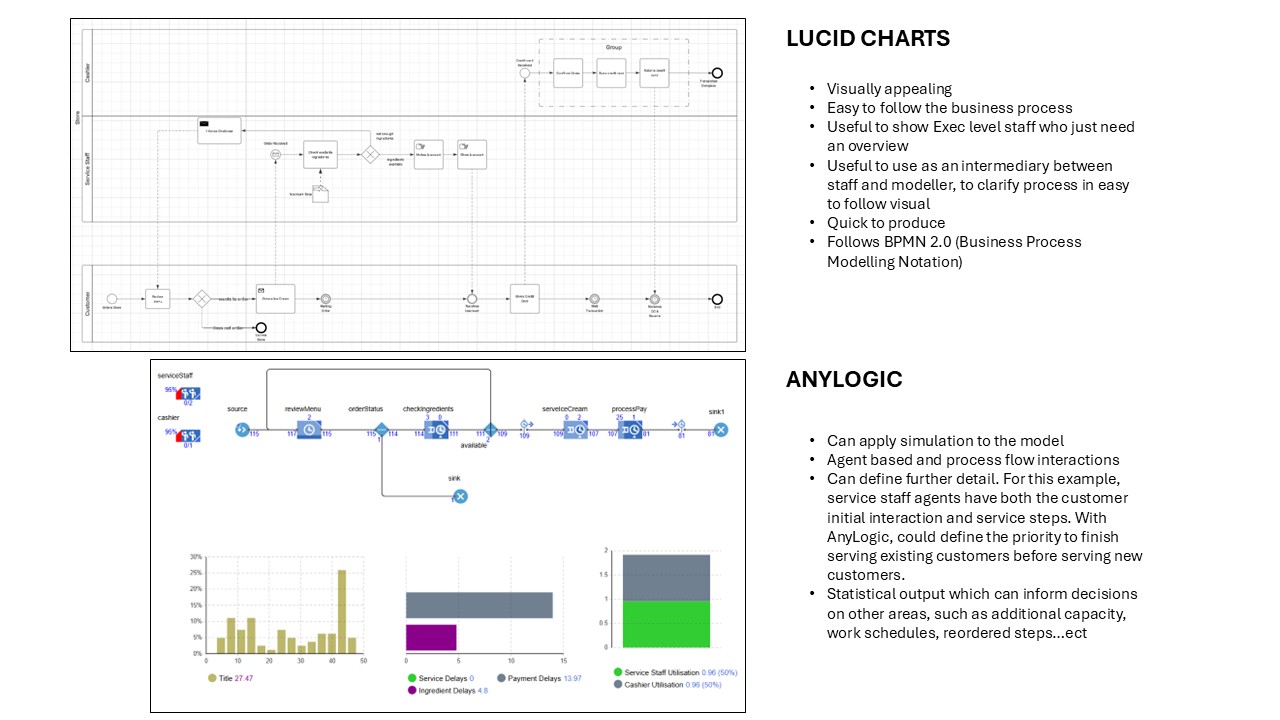 LUCID CHARTS
• Visually appealing
• Easy to follow the business process
• Useful to show Exec level staff who just need
an overview
• Useful to use as an intermediary between
staff and modeller, to clarify process in easy
to follow visual
• Quick to produce
• Follows BPMN 2.0 (Business Process
Modelling Notation)
Group
Store
Cashier
Service Staff
Customer
ANYLOGIC
• Can apply simulation to the model
• Agent based and process flow interactions
• Can define further detail. For this example,
service staff agents have both the customer
initial interaction and service steps. With
AnyLogic, could define the priority to finish
serving existing customers before serving new
customers.
• Statistical output which can inform decisions
on other areas, such as additional capacity,
work schedules, reordered steps...ect
serviceStaff
95%
0/2
cashier
95%
0/1
source
reviewMenu
orderStatus
checkIngredients
available
serveIceCream
processPay
sink1
sink
115
117
2
115
115
114
114
3 0
111
111
109
109
109
0 2
107
107
25 1
81
81
81
30%
25%
20%
15%
10%
5%
0%
0 10 20 30 40 50
Title 27.47
0 5 10 15
Service Delays 0
Payment Delays 13.97
Ingredient Delays 4.8
2
1.5
1
0.5
0
Service Staff Utilisation 0.96 (50%)
Cashier Utilisation 0.96 (50%)